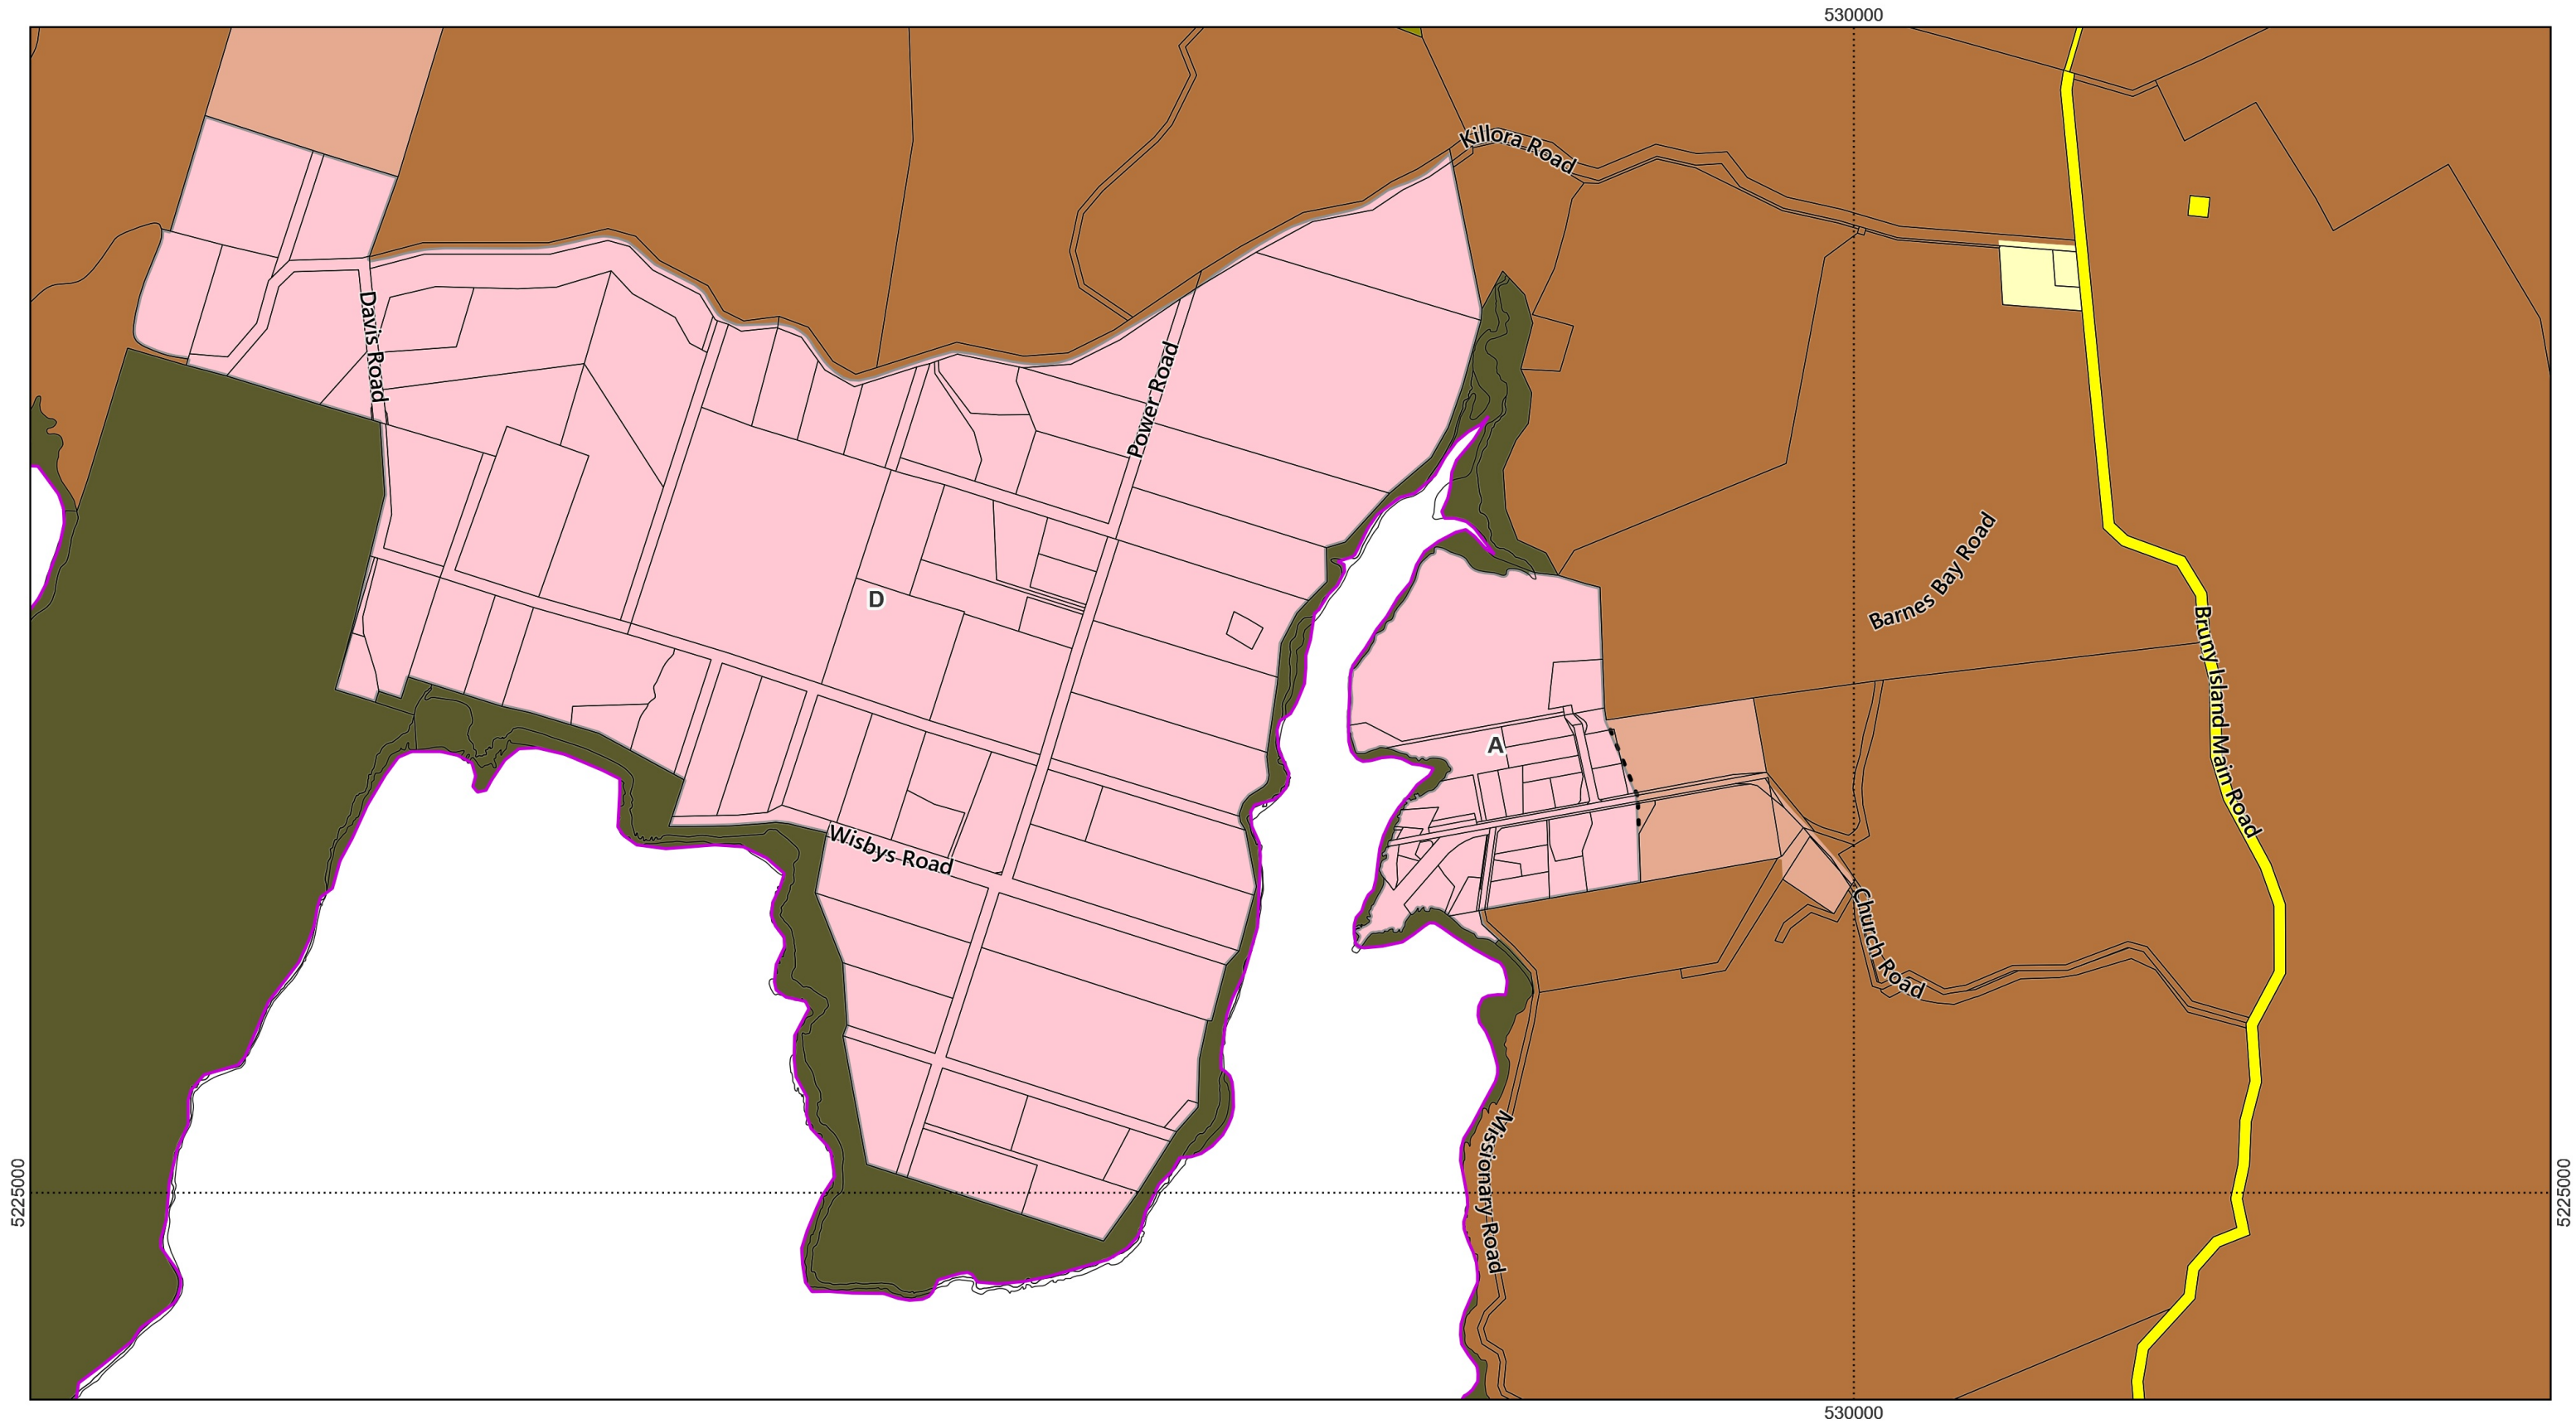 530000
Killora Road
Davis Road
Power Road
Barnes Bay Road
D
Bruny Island Main Road
A
Wisbys Road
Church Road
Missionary Road
5225000
5225000
530000